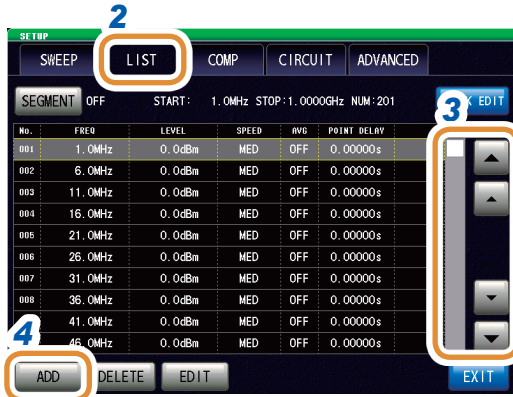 2
SETUP
SWEEP LIST COMP CIRCUIT ADVANCED
SEGMENT OFF START: 1.0MHz STOP:1.0000GHz NUM:201 EDIT
3
No. FREQ LEVEL SPEED AVG POINT DELAY
001 1.0MHz 0.0dBm MED OFF 0.00000s
002 6.0MHz 0.0dBm MED OFF 0.00000s
003 11.0MHz 0.0dBm MED OFF 0.00000s
004 16.0MHz 0.0dBm MED OFF 0.00000s
005 21.0MHz 0.0dBm MED OFF 0.00000s
006 26.0MHz 0.0dBm MED OFF 0.00000s
007 31.0MHz 0.0dBm MED OFF 0.00000s
008 36.0MHz 0.0dBm MED OFF 0.00000s
41.0MHz 0.0dBm MED OFF 0.00000s
4
46.0MHz 0.0dBm MED OFF 0.00000s
ADD DELETE EDIT EXIT